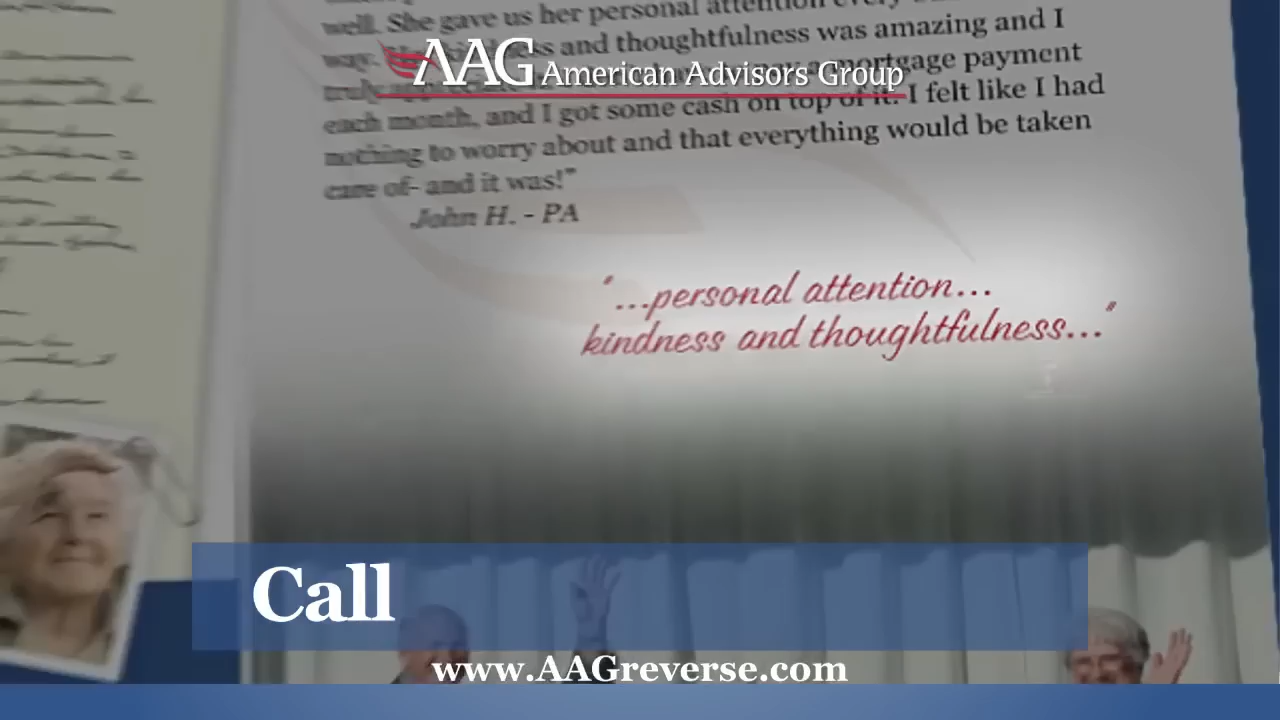 well. She gave us her personal attention every
way. and thoughtfulness was amazing and I
AAG American Advisors Group
mortgage payment
each month, and I got some cash on top of it. I felt like I had
nothing to worry about and that everything would be taken
care of- and it was!"
John H. - PA
"...personal attention...
kindness and thoughtfulness..."
Call
www.AAGreverse.com